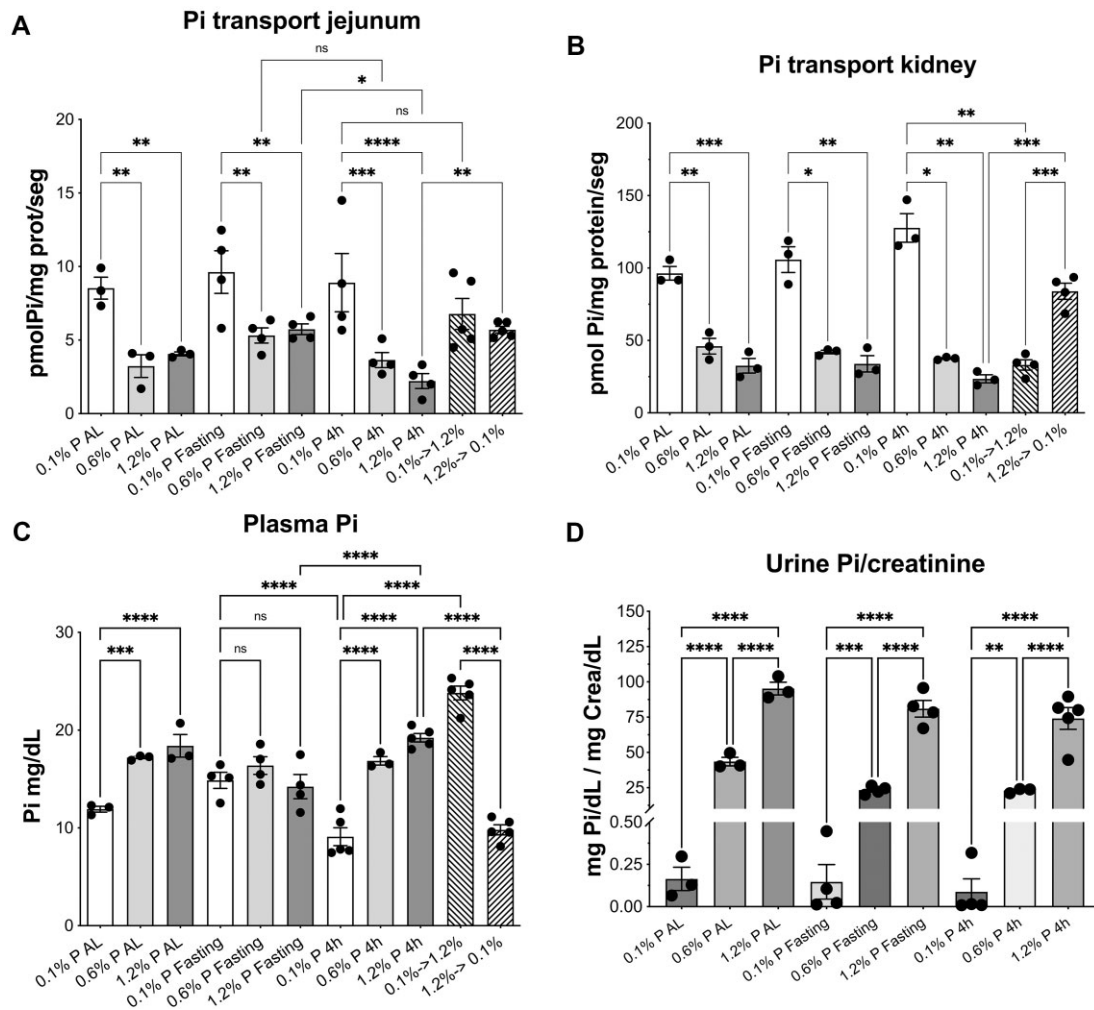 A
Pi transport jejunum
ns
*
ns
** ** **** **
** ** *** **
pmolPi/mg prot/seg
20
15
10
5
0
0.1% P AL
0.6% P AL
1.2% P AL
0.1% P Fasting
0.6% P Fasting
1.2% P Fasting
0.1% P 4h
0.6% P 4h
1.2% P 4h
0.1%->1.2%
1.2%-> 0.1%
B
Pi transport kidney
**
*** ** ** ***
** * * ***
pmol Pi/mg protein/seg
200
150
100
50
0
0.1% P AL
0.6% P AL
1.2% P AL
0.1% P Fasting
0.6% P Fasting
1.2% P Fasting
0.1% P 4h
0.6% P 4h
1.2% P 4h
0.1%->1.2%
1.2%-> 0.1%
C
Plasma Pi
****
**** ****
**** ns **** ****
*** ns **** ****
Pi mg/dL
30
20
10
0
0.1% P AL
0.6% P AL
1.2% P AL
0.1% P Fasting
0.6% P Fasting
1.2% P Fasting
0.1% P 4h
0.6% P 4h
1.2% P 4h
0.1%->1.2%
1.2%-> 0.1%
D
Urine Pi/creatinine
**** **** ****
**** **** *** **** ** ****
mg Pi/dL / mg Crea/dL
150
125
100
75
50
25
0.50
0.25
0.00
0.1% P AL
0.6% P AL
1.2% P AL
0.1% P Fasting
0.6% P Fasting
1.2% P Fasting
0.1% P 4h
0.6% P 4h
1.2% P 4h